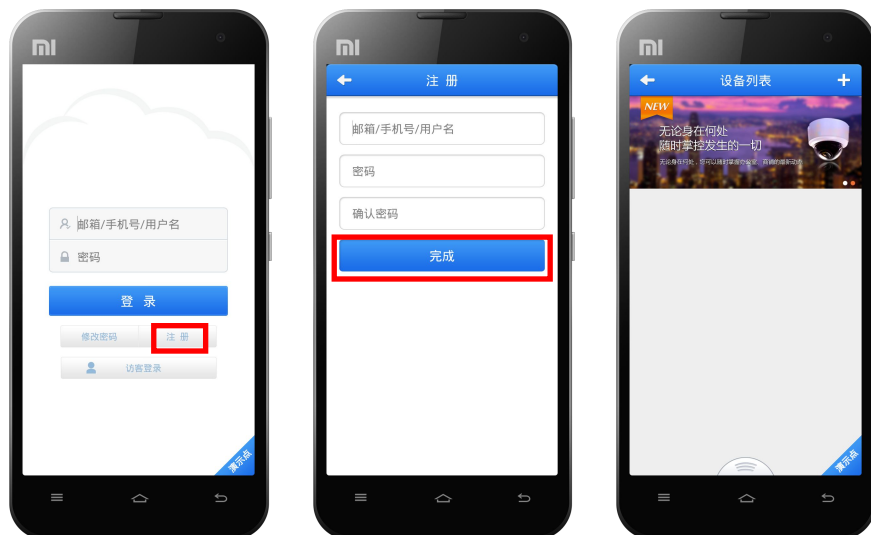 mi
邮箱/手机号/用户名
密码
登 录
修改密码
注 册
访客登录
演示点
mi
注 册
邮箱/手机号/用户名
密码
确认密码
完成
mi
设备列表
NEW
无论身在何处
随时掌控发生的一切
演示点